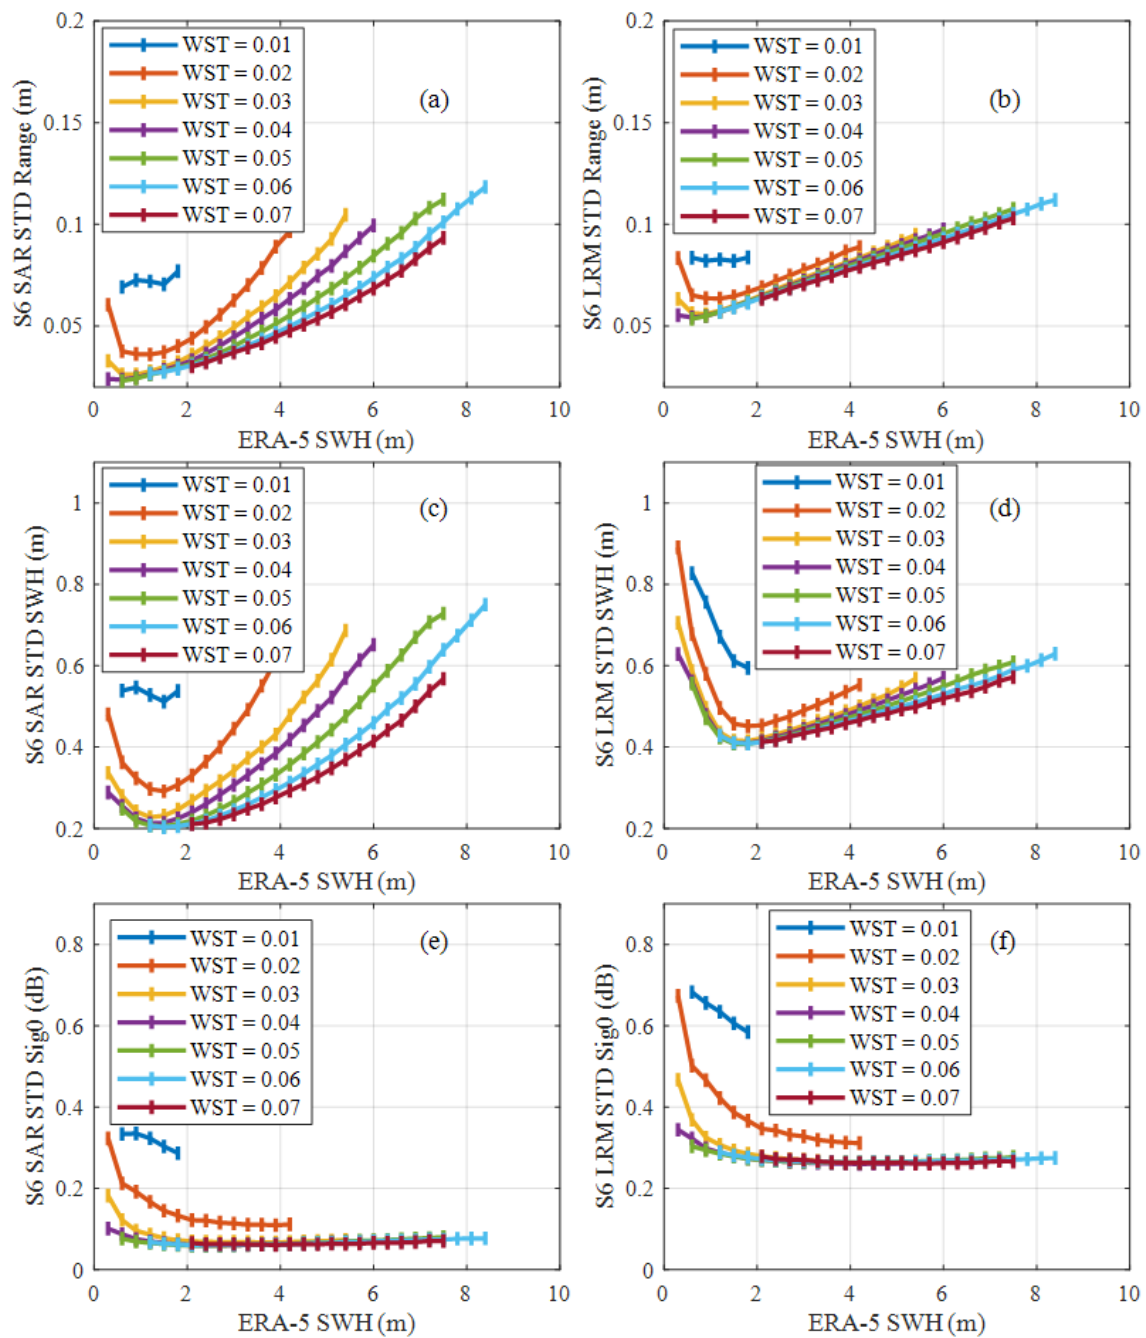 0.2
0.15
0.1
0.05
S6 SAR STD Range (m)
WST = 0.01
WST = 0.02
WST = 0.03
WST = 0.04
WST = 0.05
WST = 0.06
WST = 0.07
(a)
0 2 4 6 8 10
ERA-5 SWH (m)
0.2
0.15
0.1
0.05
S6 LRM STD Range (m)
WST = 0.01
WST = 0.02
WST = 0.03
WST = 0.04
WST = 0.05
WST = 0.06
WST = 0.07
(b)
0 2 4 6 8 10
ERA-5 SWH (m)
1
0.8
0.6
0.4
0.2
S6 SAR STD SWH (m)
WST = 0.01
WST = 0.02
WST = 0.03
WST = 0.04
WST = 0.05
WST = 0.06
WST = 0.07
(c)
0 2 4 6 8 10
ERA-5 SWH (m)
1
0.8
0.6
0.4
0.2
S6 LRM STD SWH (m)
WST = 0.01
WST = 0.02
WST = 0.03
WST = 0.04
WST = 0.05
WST = 0.06
WST = 0.07
(d)
0 2 4 6 8 10
ERA-5 SWH (m)
0.8
0.6
0.4
0.2
0
S6 SAR STD Sig0 (dB)
WST = 0.01
WST = 0.02
WST = 0.03
WST = 0.04
WST = 0.05
WST = 0.06
WST = 0.07
(e)
0 2 4 6 8 10
ERA-5 SWH (m)
0.8
0.6
0.4
0.2
0
S6 LRM STD Sig0 (dB)
WST = 0.01
WST = 0.02
WST = 0.03
WST = 0.04
WST = 0.05
WST = 0.06
WST = 0.07
(f)
0 2 4 6 8 10
ERA-5 SWH (m)